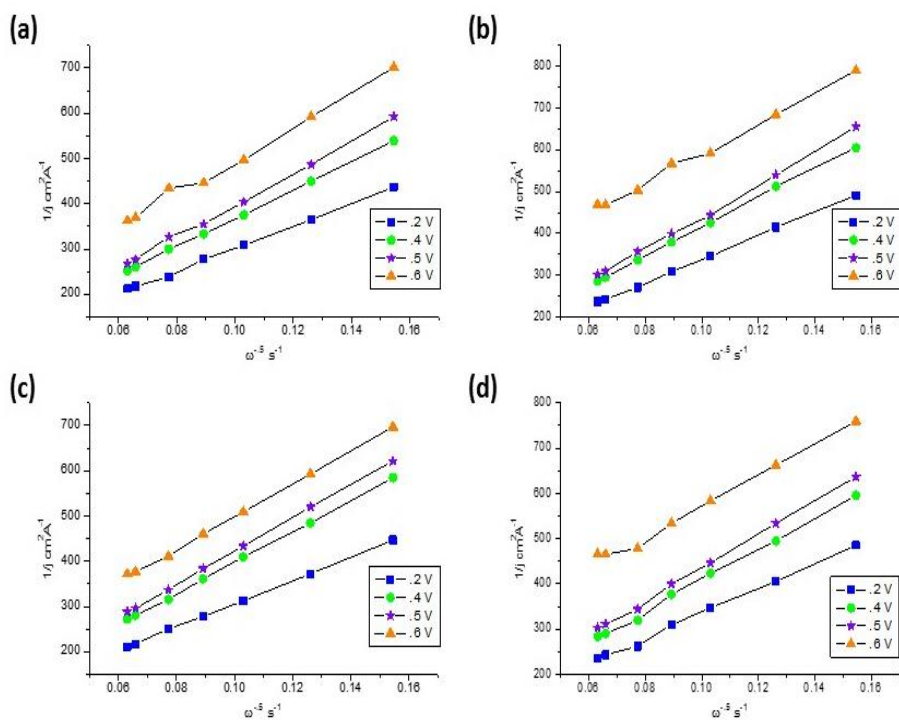 (a)
700
600
500
400
300
200
1/j cm²A⁻¹
.2 V
.4 V
.5 V
.6 V
0.06 0.08 0.10 0.12 0.14 0.16
ω⁻·⁵ s⁻¹
(b)
800
700
600
500
400
300
200
1/j cm²A⁻¹
.2 V
.4 V
.5 V
.6 V
0.06 0.08 0.10 0.12 0.14 0.16
ω⁻·⁵ s⁻¹
(c)
700
600
500
400
300
200
1/j cm²A⁻¹
.2 V
.4 V
.5 V
.6 V
0.06 0.08 0.10 0.12 0.14 0.16
ω⁻·⁵ s⁻¹
(d)
800
700
600
500
400
300
200
1/j cm²A⁻¹
.2 V
.4 V
.5 V
.6 V
0.06 0.08 0.10 0.12 0.14 0.16
ω⁻·⁵ s⁻¹